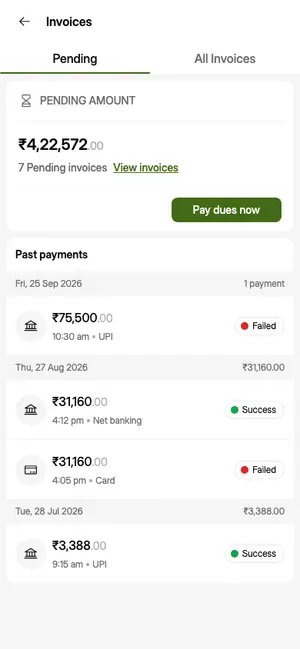 Invoices
Pending All Invoices
PENDING AMOUNT
₹4,22,572.00
7 Pending invoices View invoices
Pay dues now
Past payments
Fri, 25 Sep 2026 1 payment
₹75,500.00
10:30 am • UPI
Failed
Thu, 27 Aug 2026 ₹31,160.00
₹31,160.00
4:12 pm • Net banking
Success
₹31,160.00
4:05 pm • Card
Failed
Tue, 28 Jul 2026 ₹3,388.00
₹3,388.00
9:15 am • UPI
Success